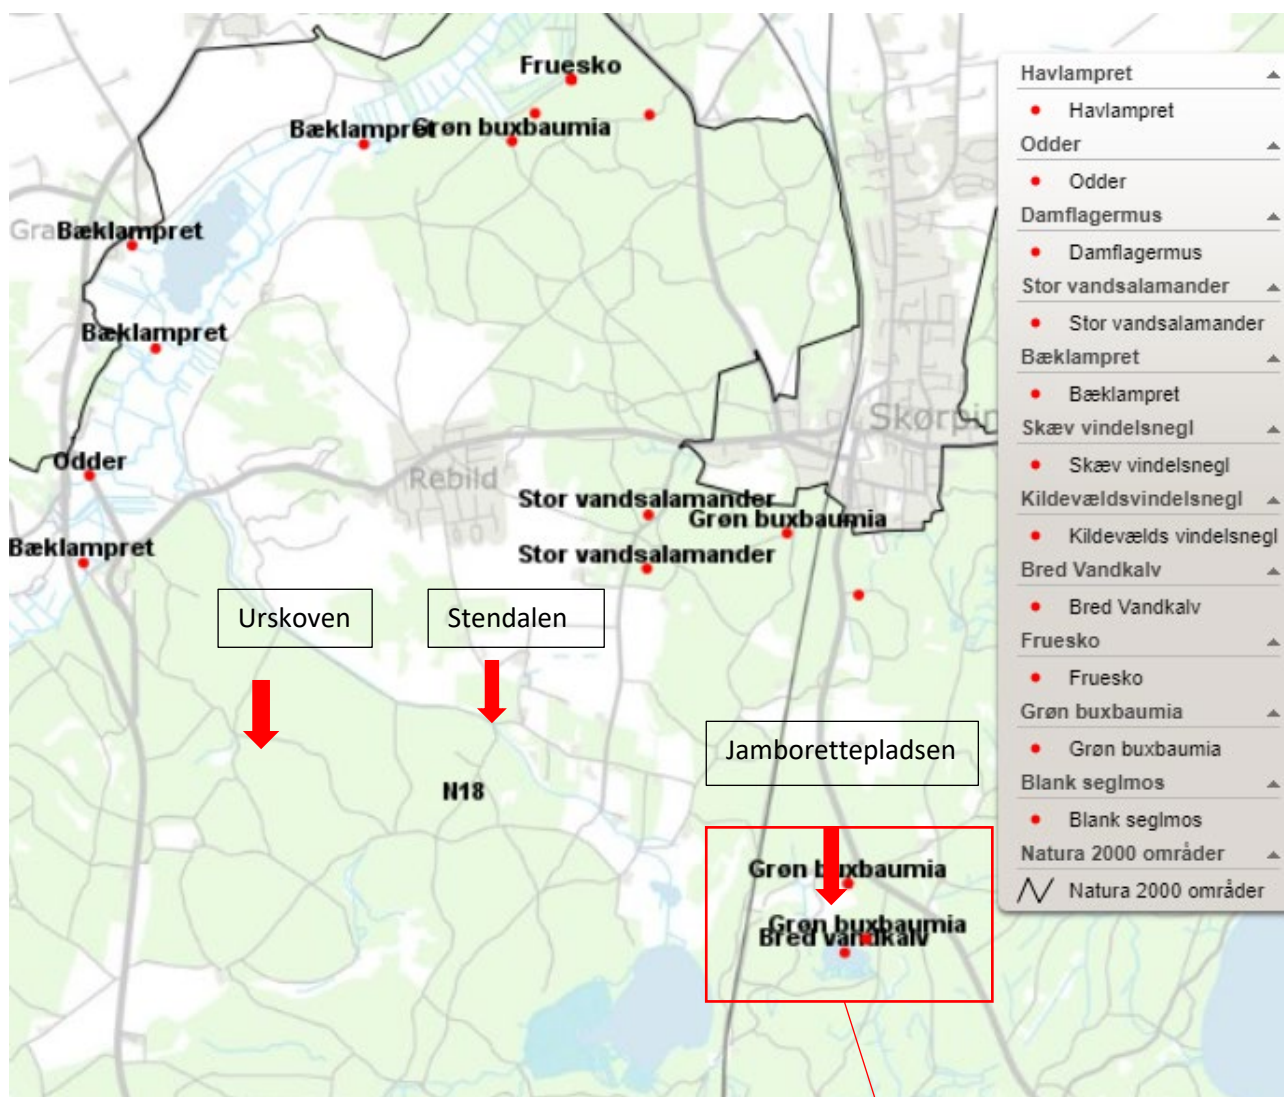 Fruesko
Bæklampret
Grøn buxbaumia
Bæklampret
Bæklampret
Odder
Rebild
Skørpin
Stor vandsalamander
Grøn buxbaumia
Bæklampret
Stor vandsalamander
Urskoven
Stendalen
Jamborettepladsen
N18
Grøn buxbaumia
Grøn buxbaumia
Bred vandkalv
Havlampret
Havlampret
Odder
Odder
Damflagermus
Damflagermus
Stor vandsalamander
Stor vandsalamander
Bæklampret
Bæklampret
Skæv vindelsnegl
Skæv vindelsnegl
Kildevældsvindelsnegl
Kildevælds vindelsnegl
Bred Vandkalv
Bred Vandkalv
Fruesko
Fruesko
Grøn buxbaumia
Grøn buxbaumia
Blank seglmos
Blank seglmos
Natura 2000 områder
Natura 2000 områder